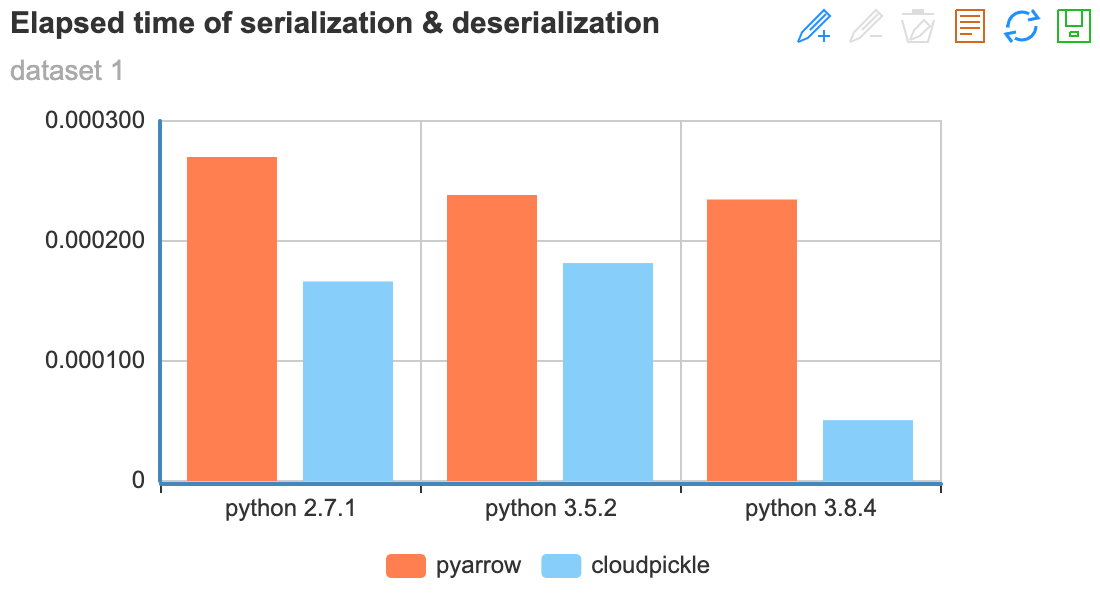 Elapsed time of serialization & deserialization
dataset 1
0.000300
0.000200
0.000100
0
python 2.7.1
python 3.5.2
python 3.8.4
pyarrow
cloudpickle